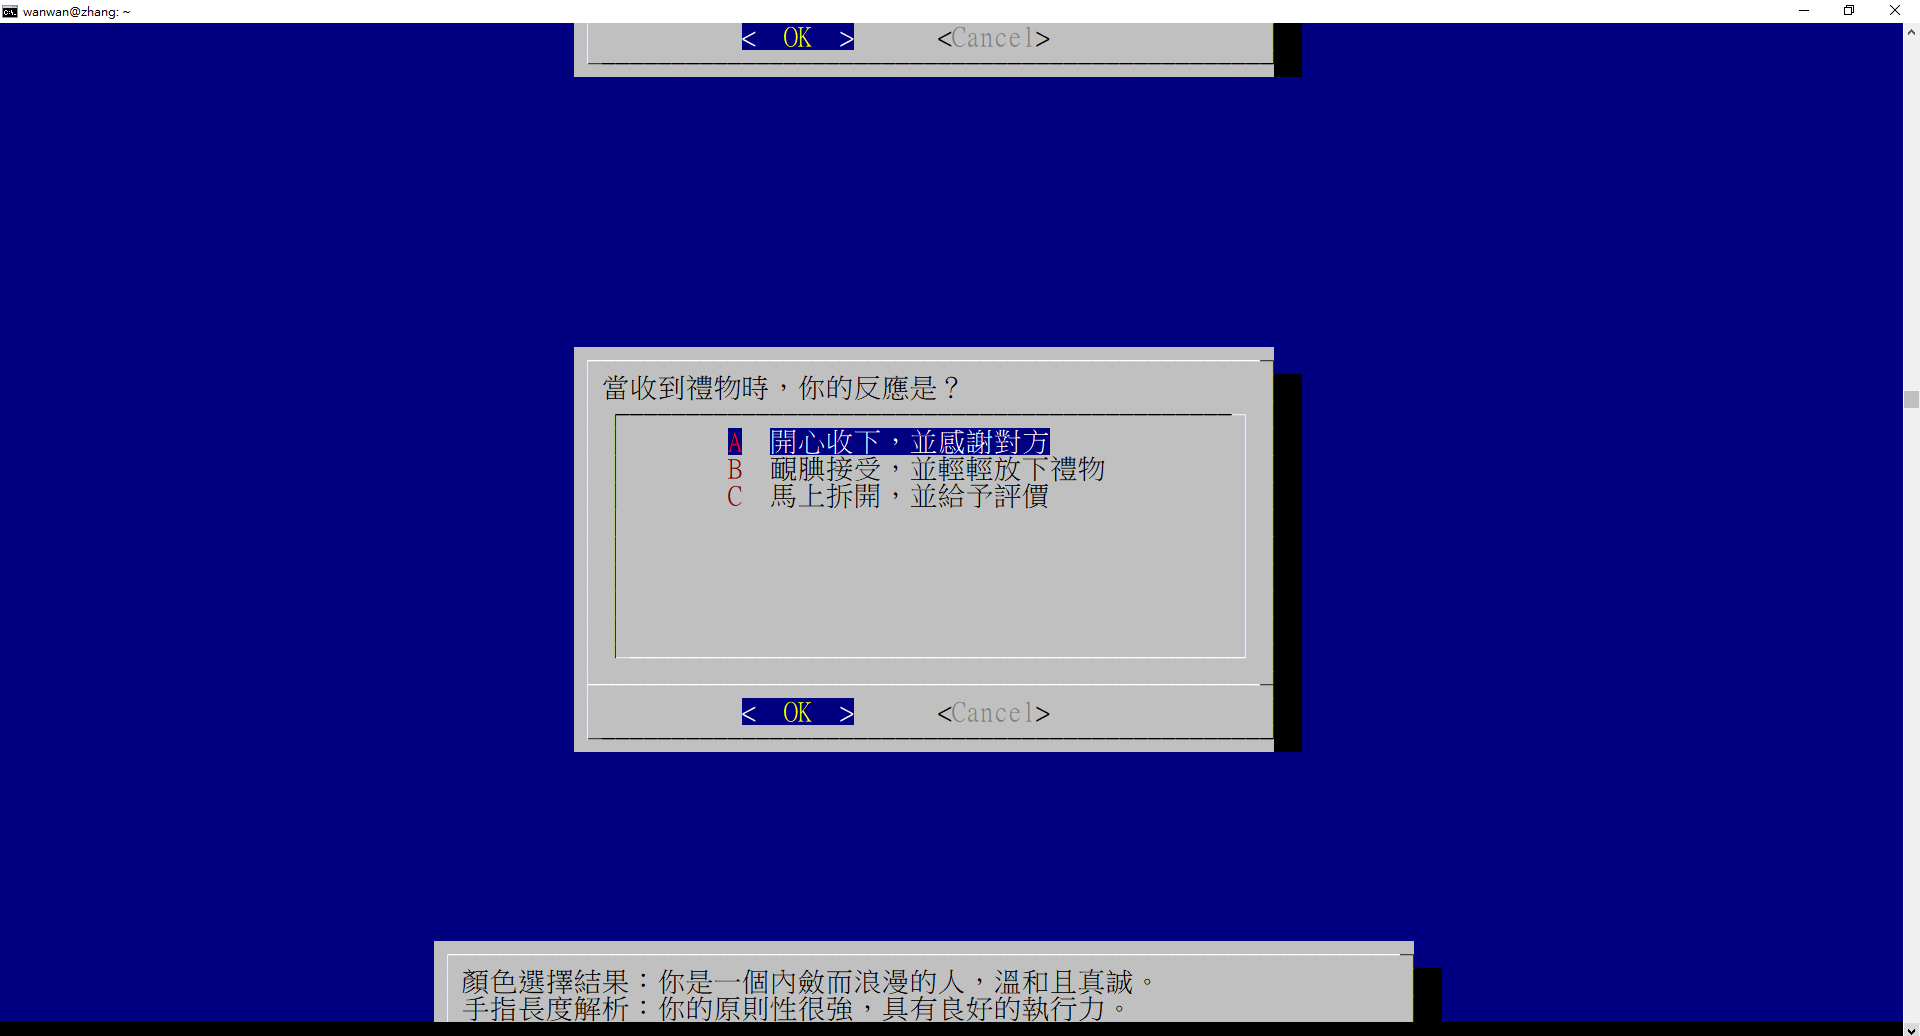 wanwan@zhang: ~
< OK > <Cancel>
當收到禮物時，你的反應是？
A 開心收下，並感謝對方
B 靦腆接受，並輕輕放下禮物
C 馬上拆開，並給予評價
< OK > <Cancel>
顏色選擇結果：你是一個內斂而浪漫的人，溫和且真誠。
手指長度解析：你的原則性很強，具有良好的執行力。